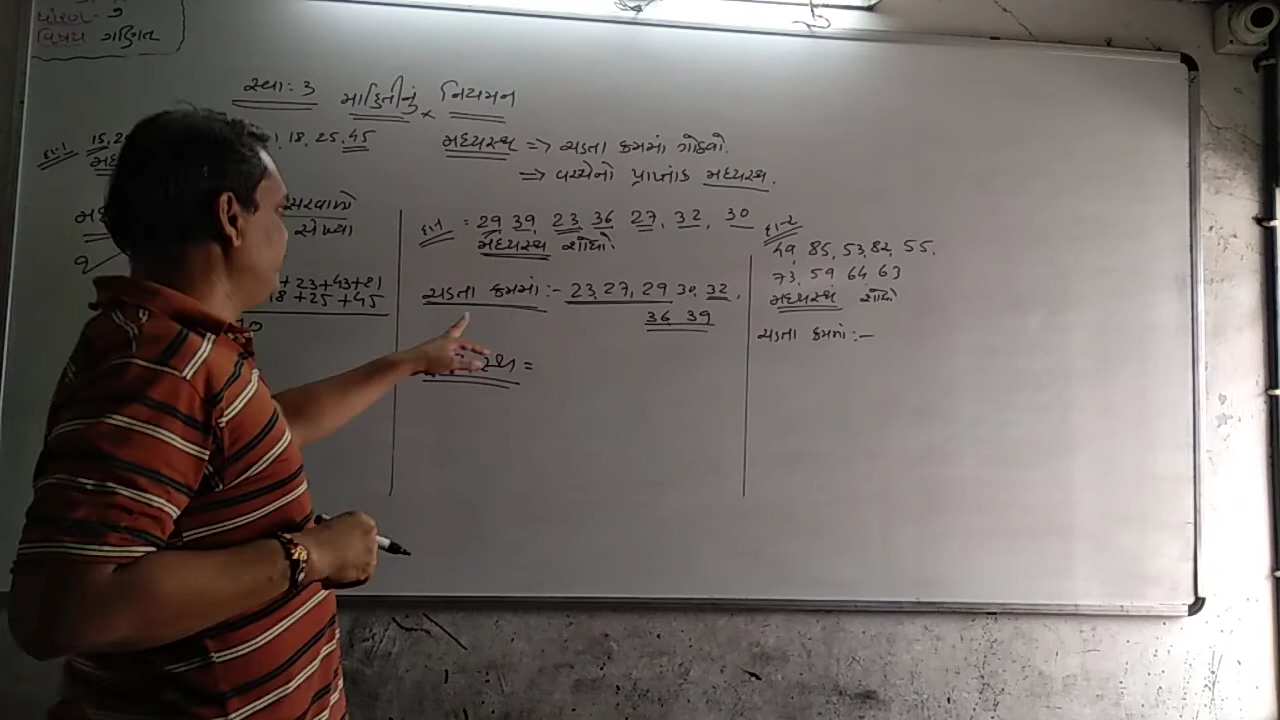 ધોરણ- ૭
વિષય ગણિત
સ્વા: ૩ માહિતીનું નિયમન
દા-1 15, 2 , 18, 25, 45
મધ્યસ્થ => ચડતા ક્રમમાં ગોઠવો.
=> વચ્ચેનો પ્રાપ્તાંક મધ્યસ્થ.
સરવાળો
સંખ્યા
+ 23 + 43 + 21
18 + 25 + 45
દા-1 = 29 39, 23, 36 27, 32, 30
મધ્યસ્થ શોધો.
ચડતા ક્રમમાં :- 23, 27, 29 30, 32,
36 39
સ્થ =
દા-2
49, 85, 53, 82, 55.
73, 59 64, 63
મધ્યસ્થ શોધો
ચડતા ક્રમમાં :-